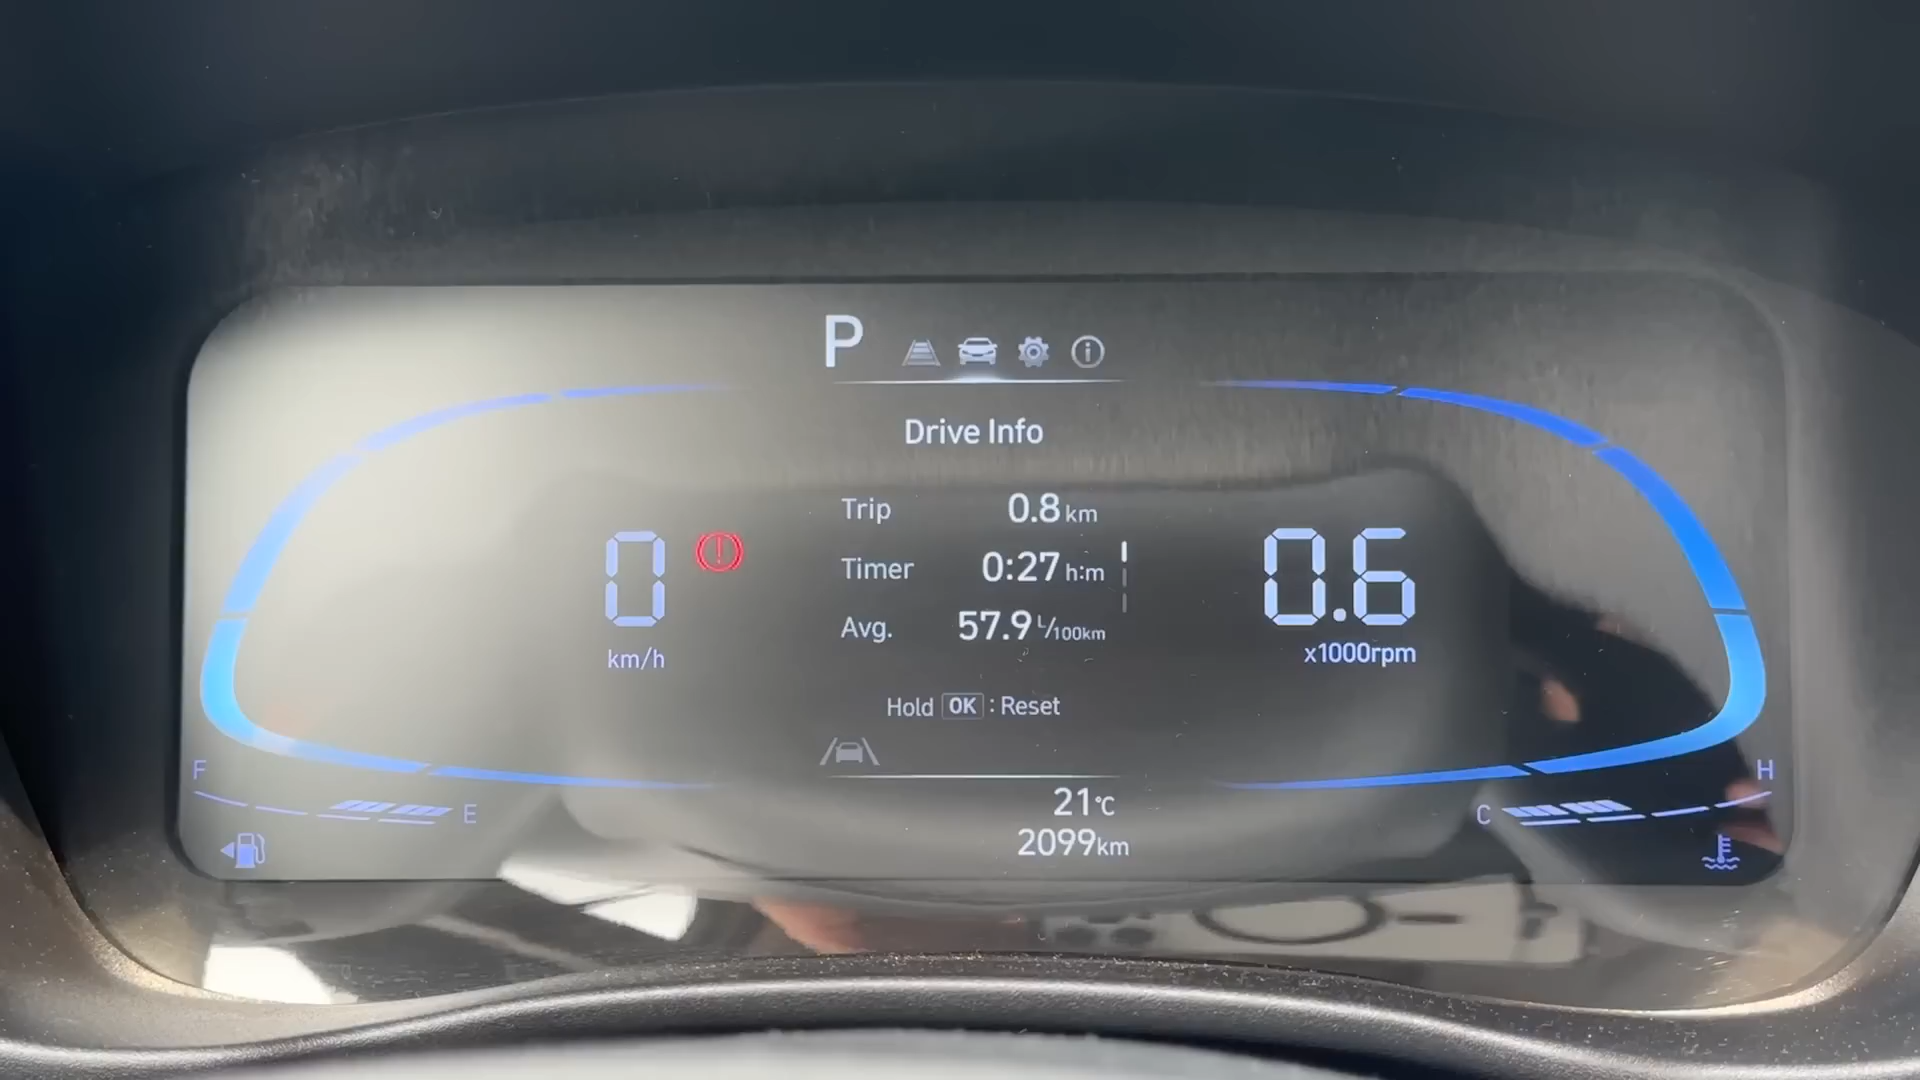 P
Drive Info
Trip 0.8 km
Timer 0:27 h:m
Avg. 57.9 L/100km
0
km/h
0.6
x1000rpm
Hold OK : Reset
F
E
C
H
21°C
2099km